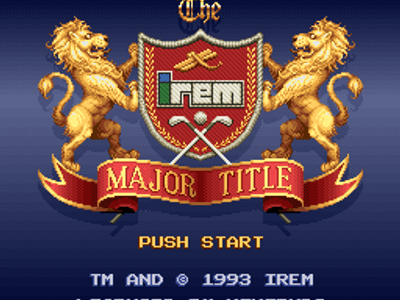 The
irem
MAJOR TITLE
PUSH START
TM AND © 1993 IREM